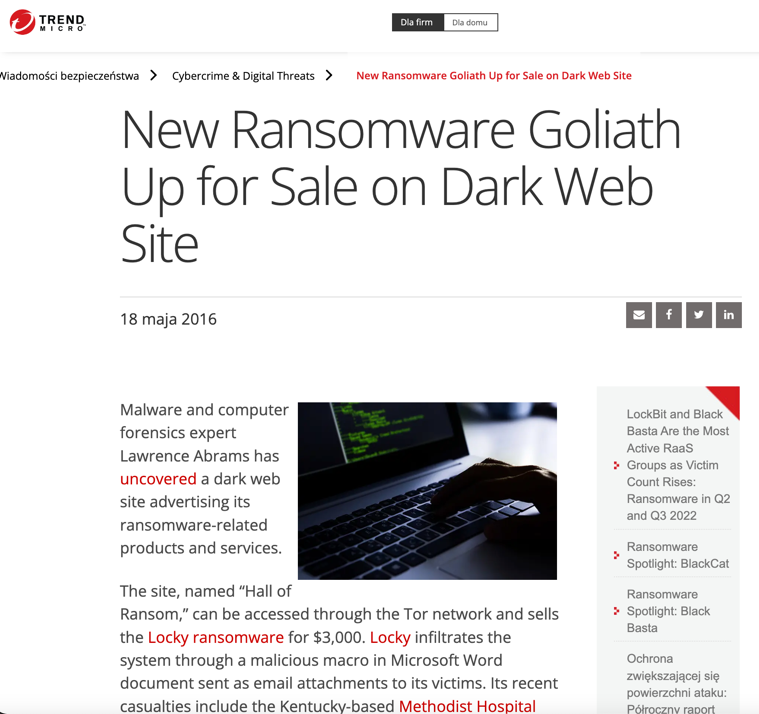 TREND
MICRO
Dla firm
Dla domu
Wiadomości bezpieczeństwa
Cybercrime & Digital Threats
New Ransomware Goliath Up for Sale on Dark Web Site
New Ransomware Goliath
Up for Sale on Dark Web
Site
18 maja 2016
Malware and computer
forensics expert
Lawrence Abrams has
uncovered a dark web
site advertising its
ransomware-related
products and services.
The site, named “Hall of
Ransom,” can be accessed through the Tor network and sells
the Locky ransomware for $3,000. Locky infiltrates the
system through a malicious macro in Microsoft Word
document sent as email attachments to its victims. Its recent
casualties include the Kentucky-based Methodist Hospital
LockBit and Black
Basta Are the Most
Active RaaS
Groups as Victim
Count Rises:
Ransomware in Q2
and Q3 2022
Ransomware
Spotlight: BlackCat
Ransomware
Spotlight: Black
Basta
Ochrona
zwiększającej się
powierzchni ataku:
Półroczny raport